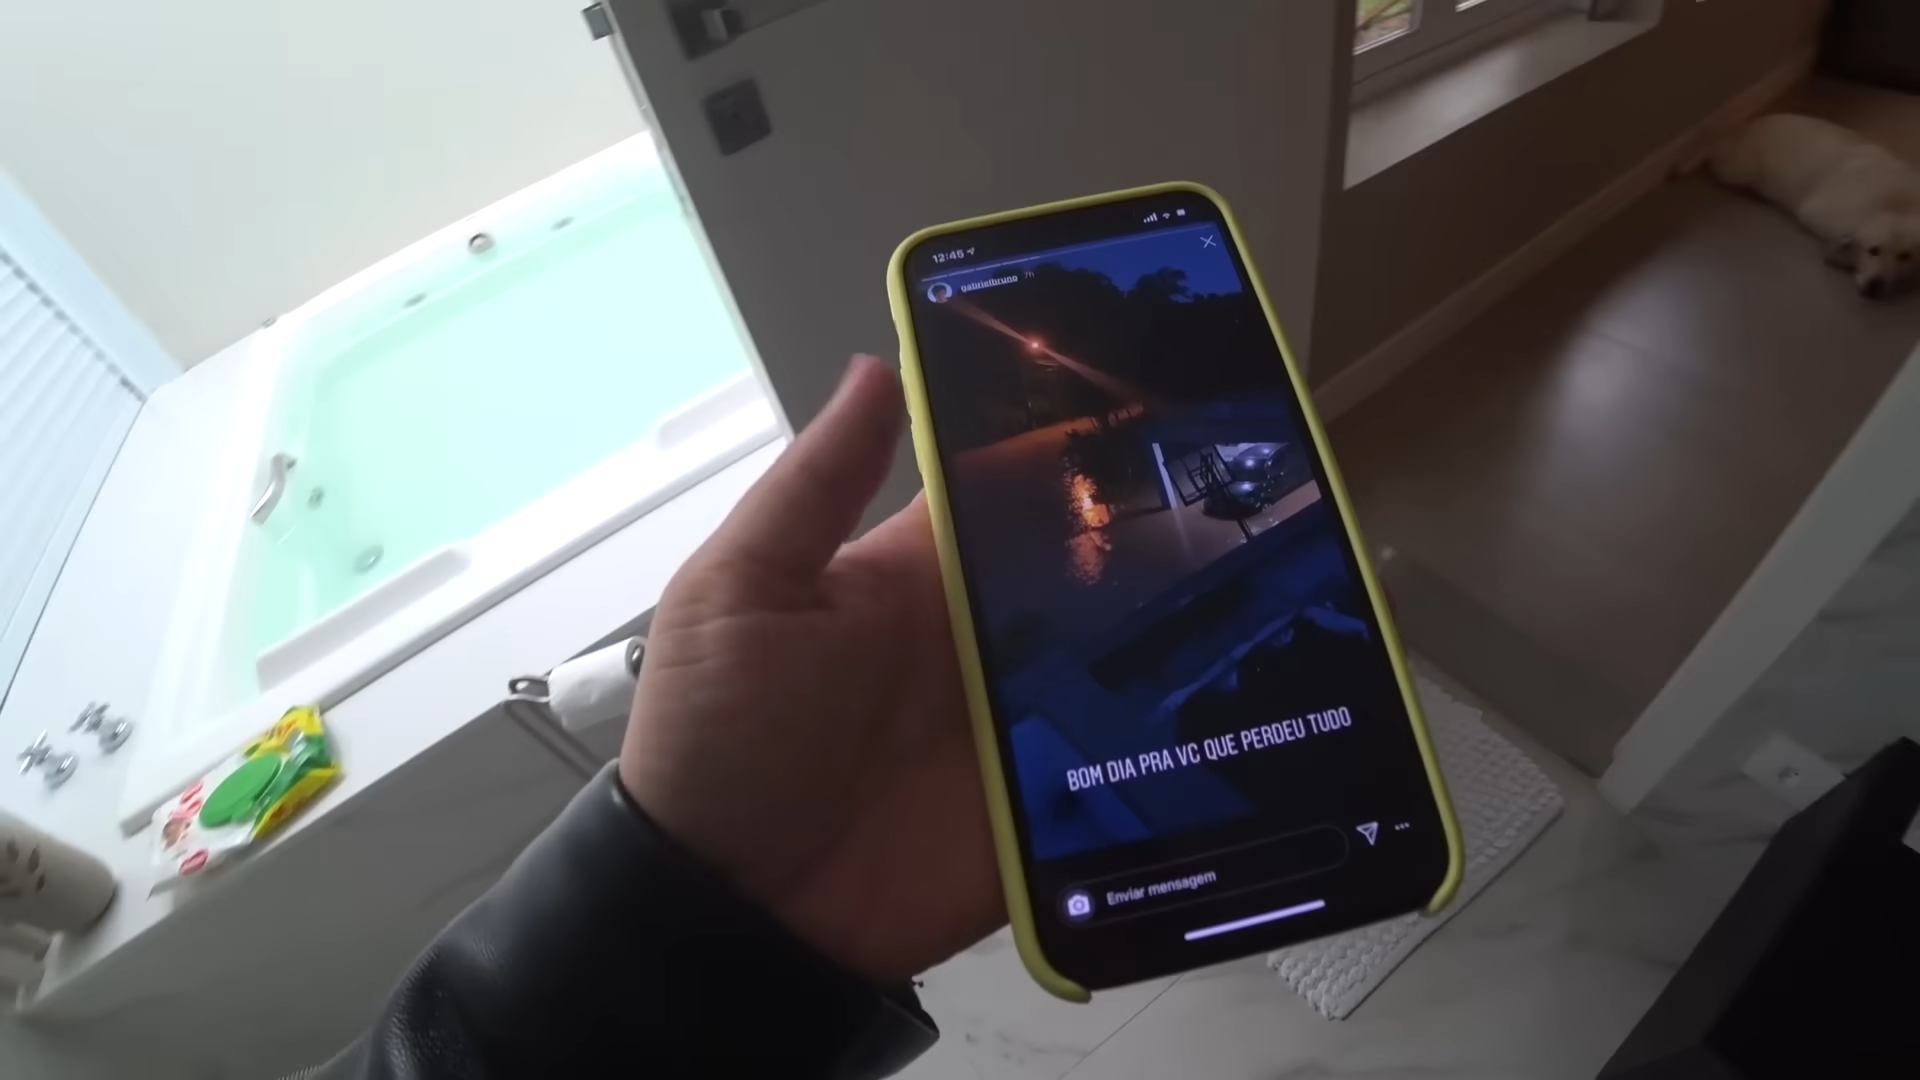 12:45
gabrielbruno 7h
BOM DIA PRA VC QUE PERDEU TUDO
Enviar mensagem